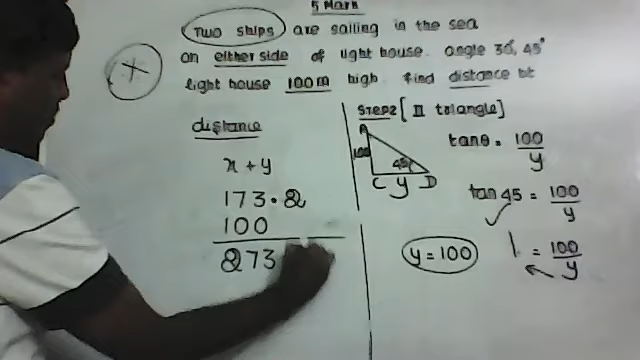 5 Mark
Two ships are sailing in the sea
on either side of light house. angle 30°, 45°
light house 100m high. find distance bt
distance
x + y
173.2
100
273
Step2 [ II triangle]
A
100
45°
C y D
tanθ = 100/y
tan 45 = 100/y
1 = 100/y
y = 100